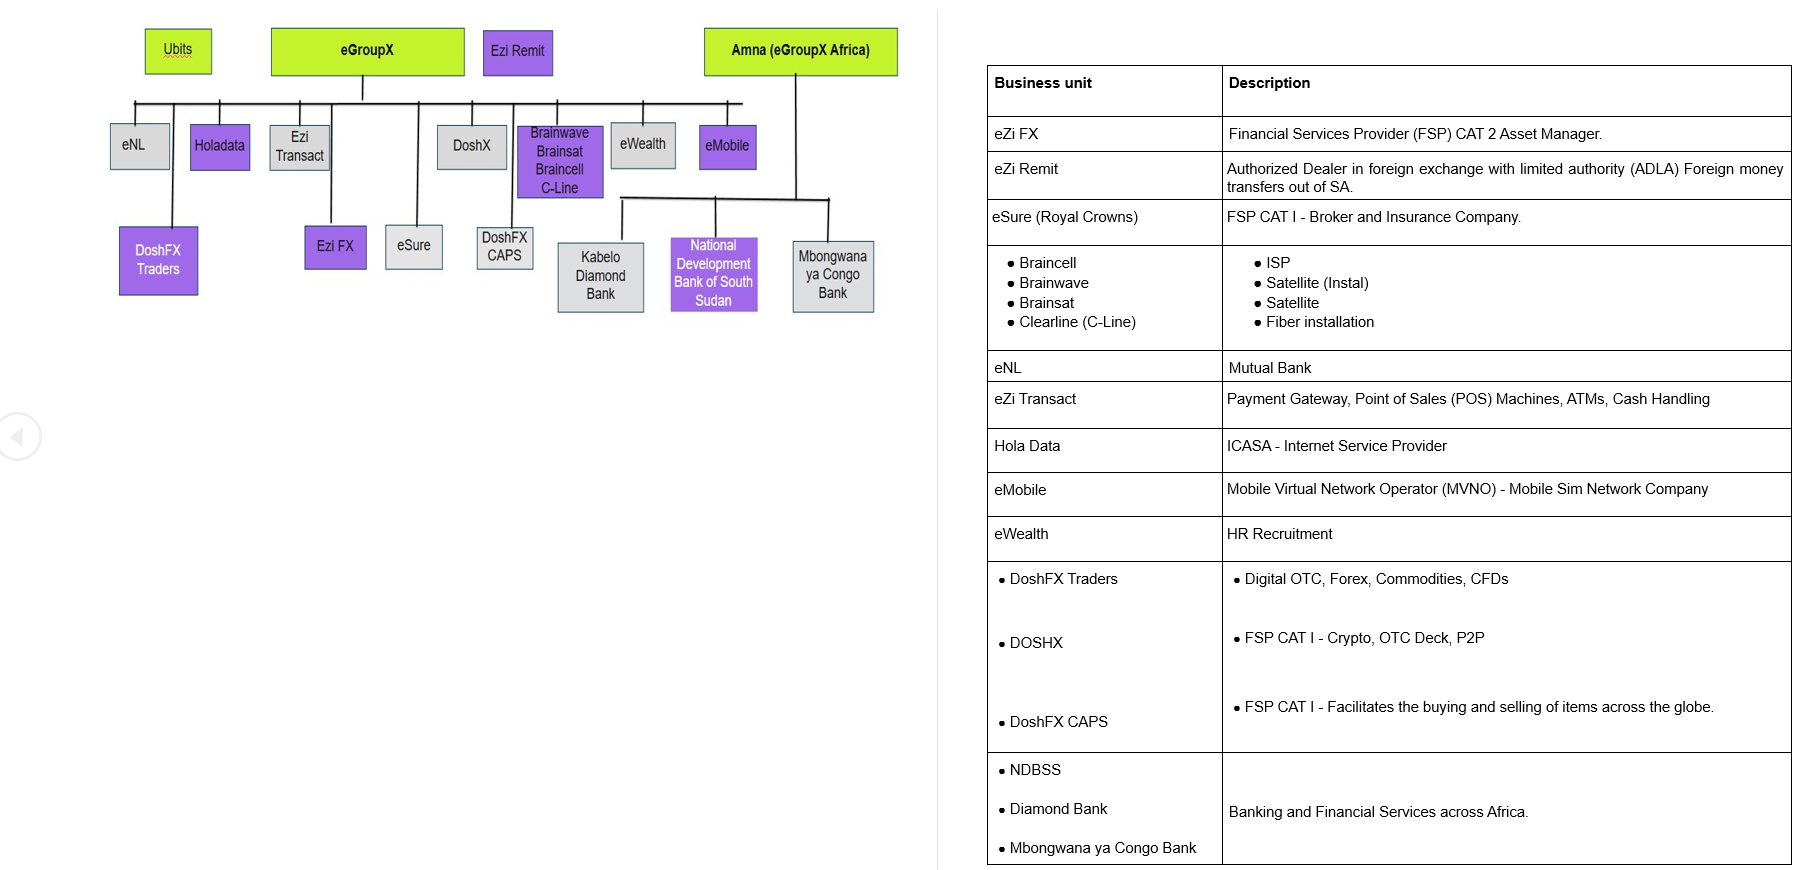 Ubits
eGroupX
Ezi Remit
Amna (eGroupX Africa)
eNL
Holadata
Ezi
Transact
DoshX
Brainwave
Brainsat
Braincell
C-Line
eWealth
eMobile
DoshFX
Traders
Ezi FX
eSure
DoshFX
CAPS
Kabelo
Diamond
Bank
National
Development
Bank of South
Sudan
Mbongwana
ya Congo
Bank
Business unit
Description
eZi FX
Financial Services Provider (FSP) CAT 2 Asset Manager.
eZi Remit
Authorized Dealer in foreign exchange with limited authority (ADLA) Foreign money
transfers out of SA.
eSure (Royal Crowns)
FSP CAT I - Broker and Insurance Company.
● Braincell
● Brainwave
● Brainsat
● Clearline (C-Line)
● ISP
● Satellite (Instal)
● Satellite
● Fiber installation
eNL
Mutual Bank
eZi Transact
Payment Gateway, Point of Sales (POS) Machines, ATMs, Cash Handling
Hola Data
ICASA - Internet Service Provider
eMobile
Mobile Virtual Network Operator (MVNO) - Mobile Sim Network Company
eWealth
HR Recruitment
● DoshFX Traders
● Digital OTC, Forex, Commodities, CFDs
● DOSHX
● FSP CAT I - Crypto, OTC Deck, P2P
● DoshFX CAPS
● FSP CAT I - Facilitates the buying and selling of items across the globe.
● NDBSS
● Diamond Bank
● Mbongwana ya Congo Bank
Banking and Financial Services across Africa.